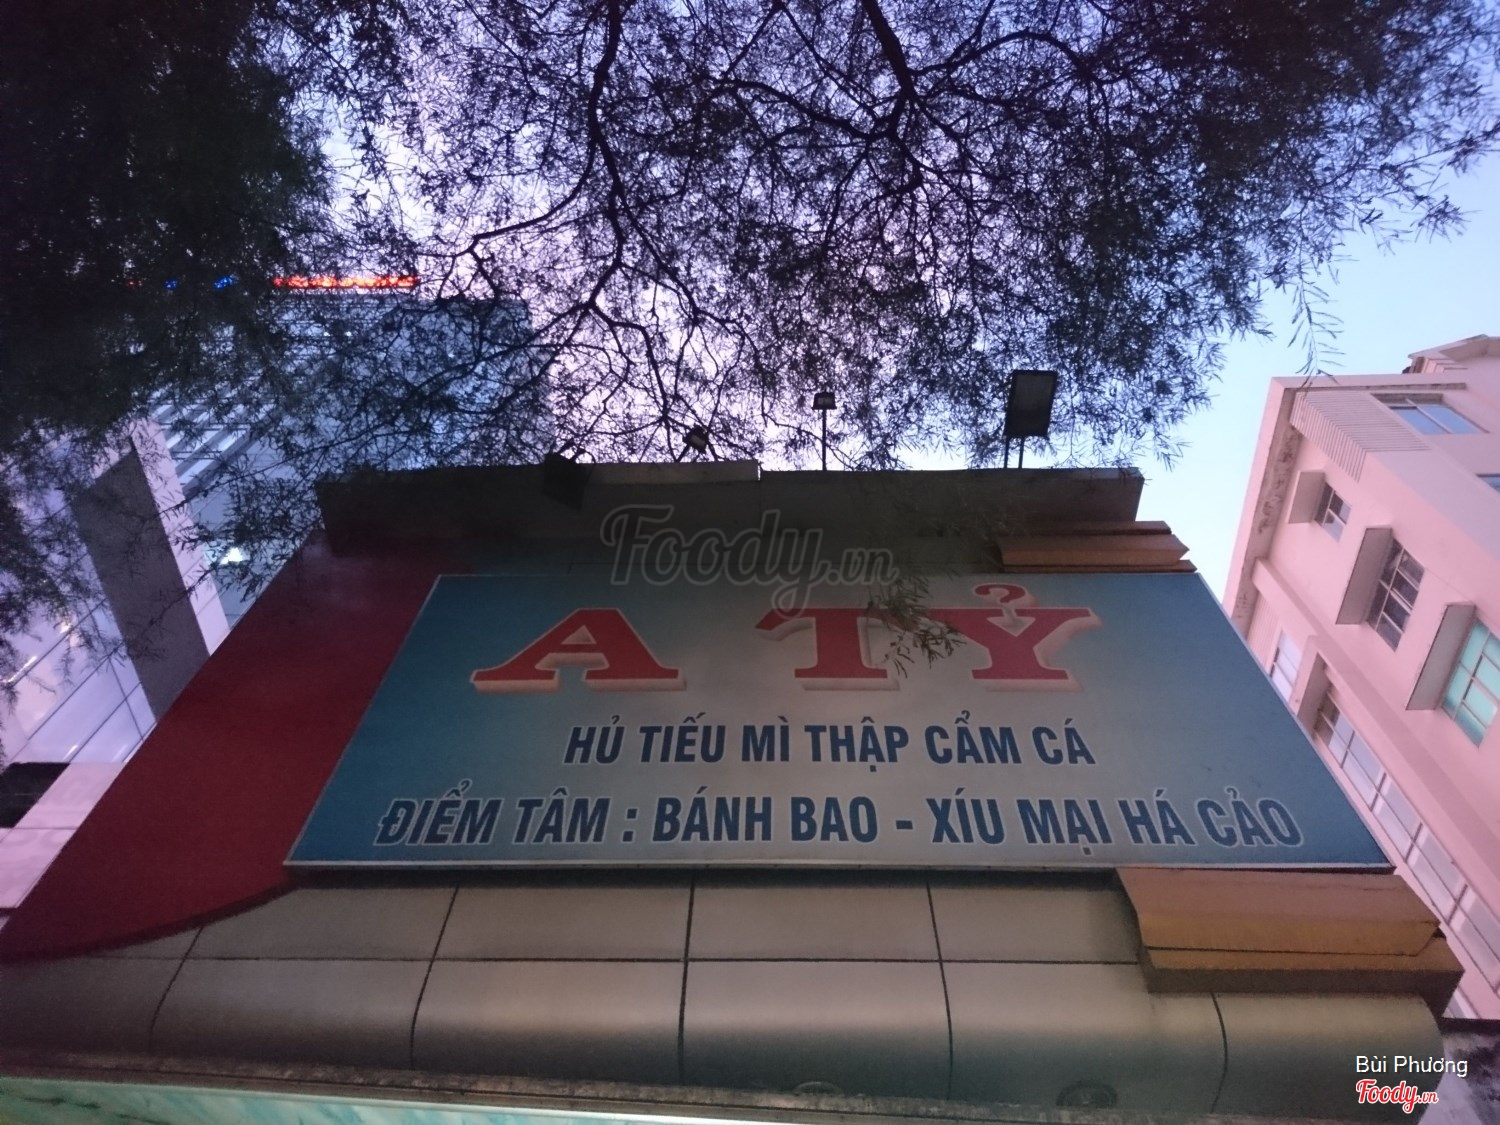 Foody.vn
A TỶ
HỦ TIẾU MÌ THẬP CẨM CÁ
ĐIỂM TÂM : BÁNH BAO - XÍU MẠI HÁ CẢO
Bùi Phương
Foody.vn